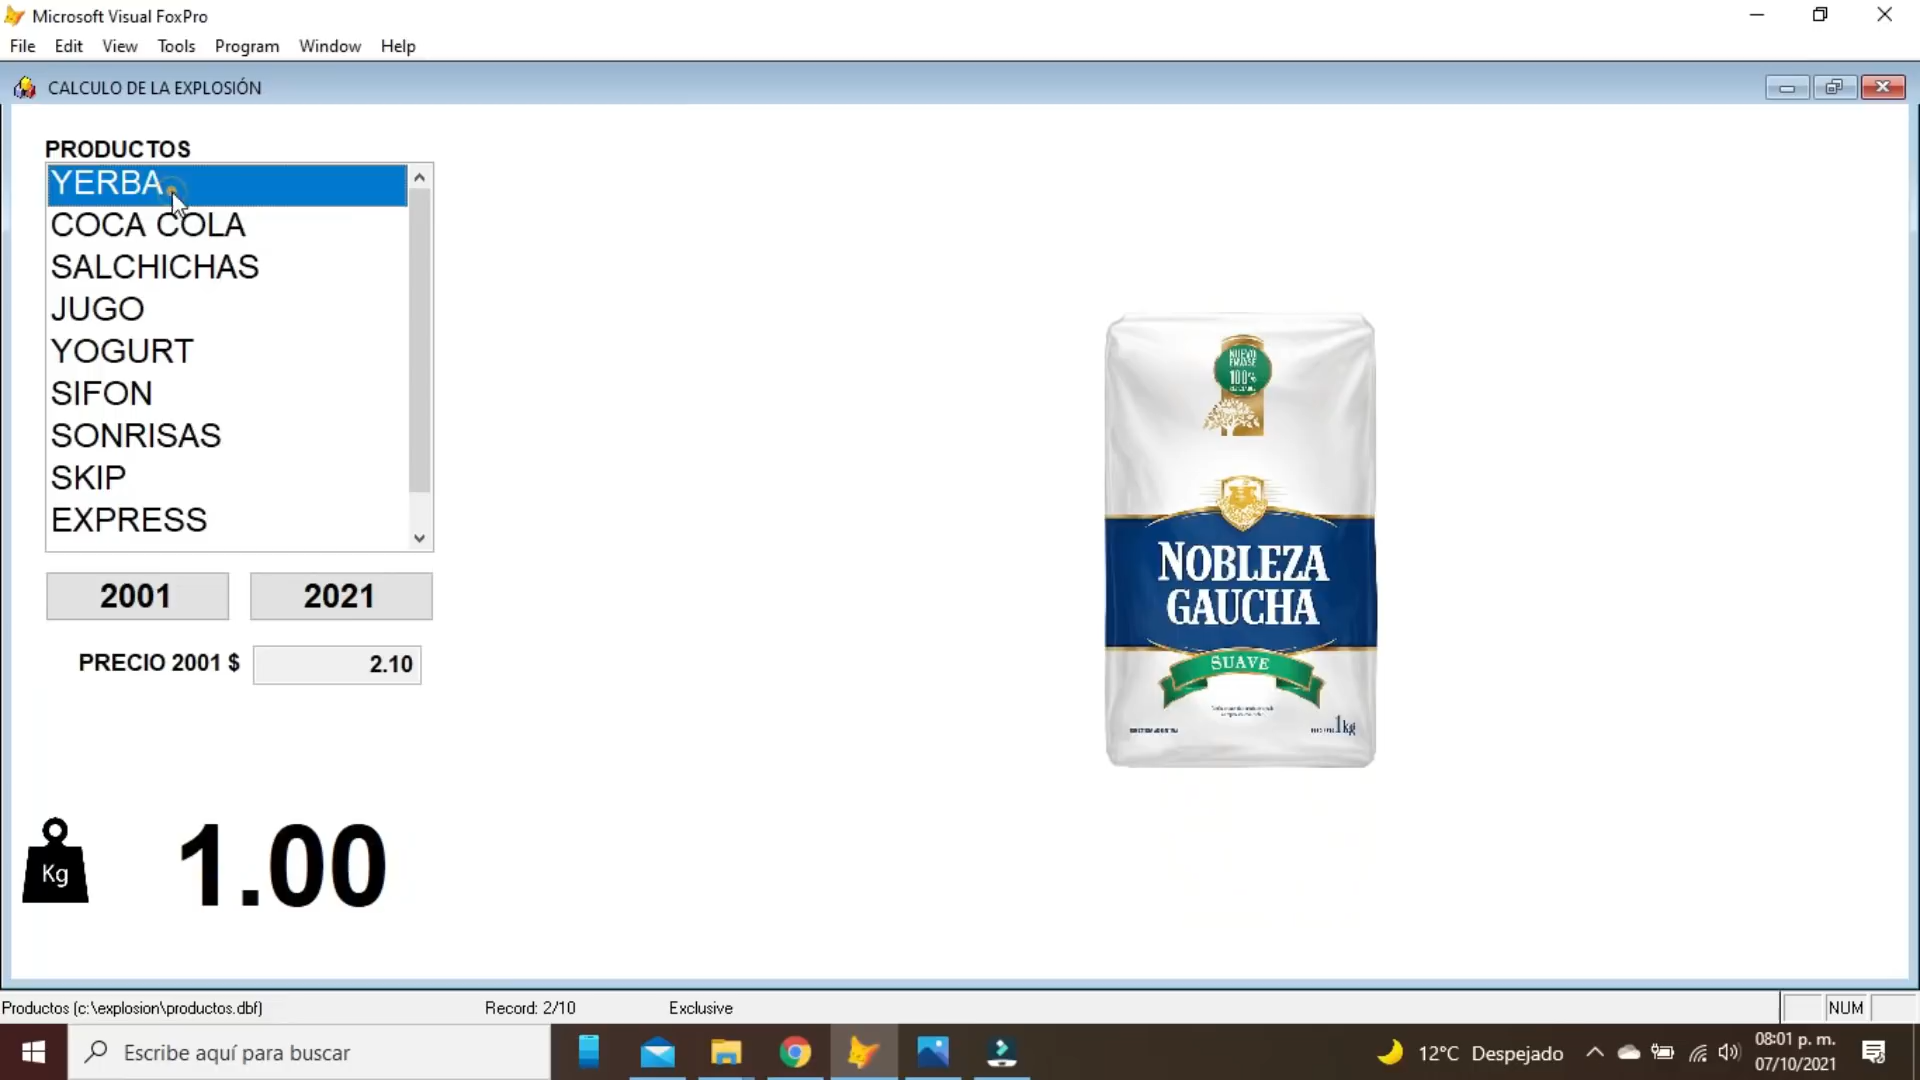 Microsoft Visual FoxPro
File Edit View Tools Program Window Help
CALCULO DE LA EXPLOSIÓN
PRODUCTOS
YERBA
COCA COLA
SALCHICHAS
JUGO
YOGURT
SIFON
SONRISAS
SKIP
EXPRESS
2001 2021
PRECIO 2001 $ 2.10
Kg 1.00
NUEVO
ENVASE
100%
NOBLEZA
GAUCHA
SUAVE
1kg
Productos (c:\explosion\productos.dbf) Record: 2/10 Exclusive NUM
Escribe aquí para buscar
12°C Despejado
08:01 p. m.
07/10/2021